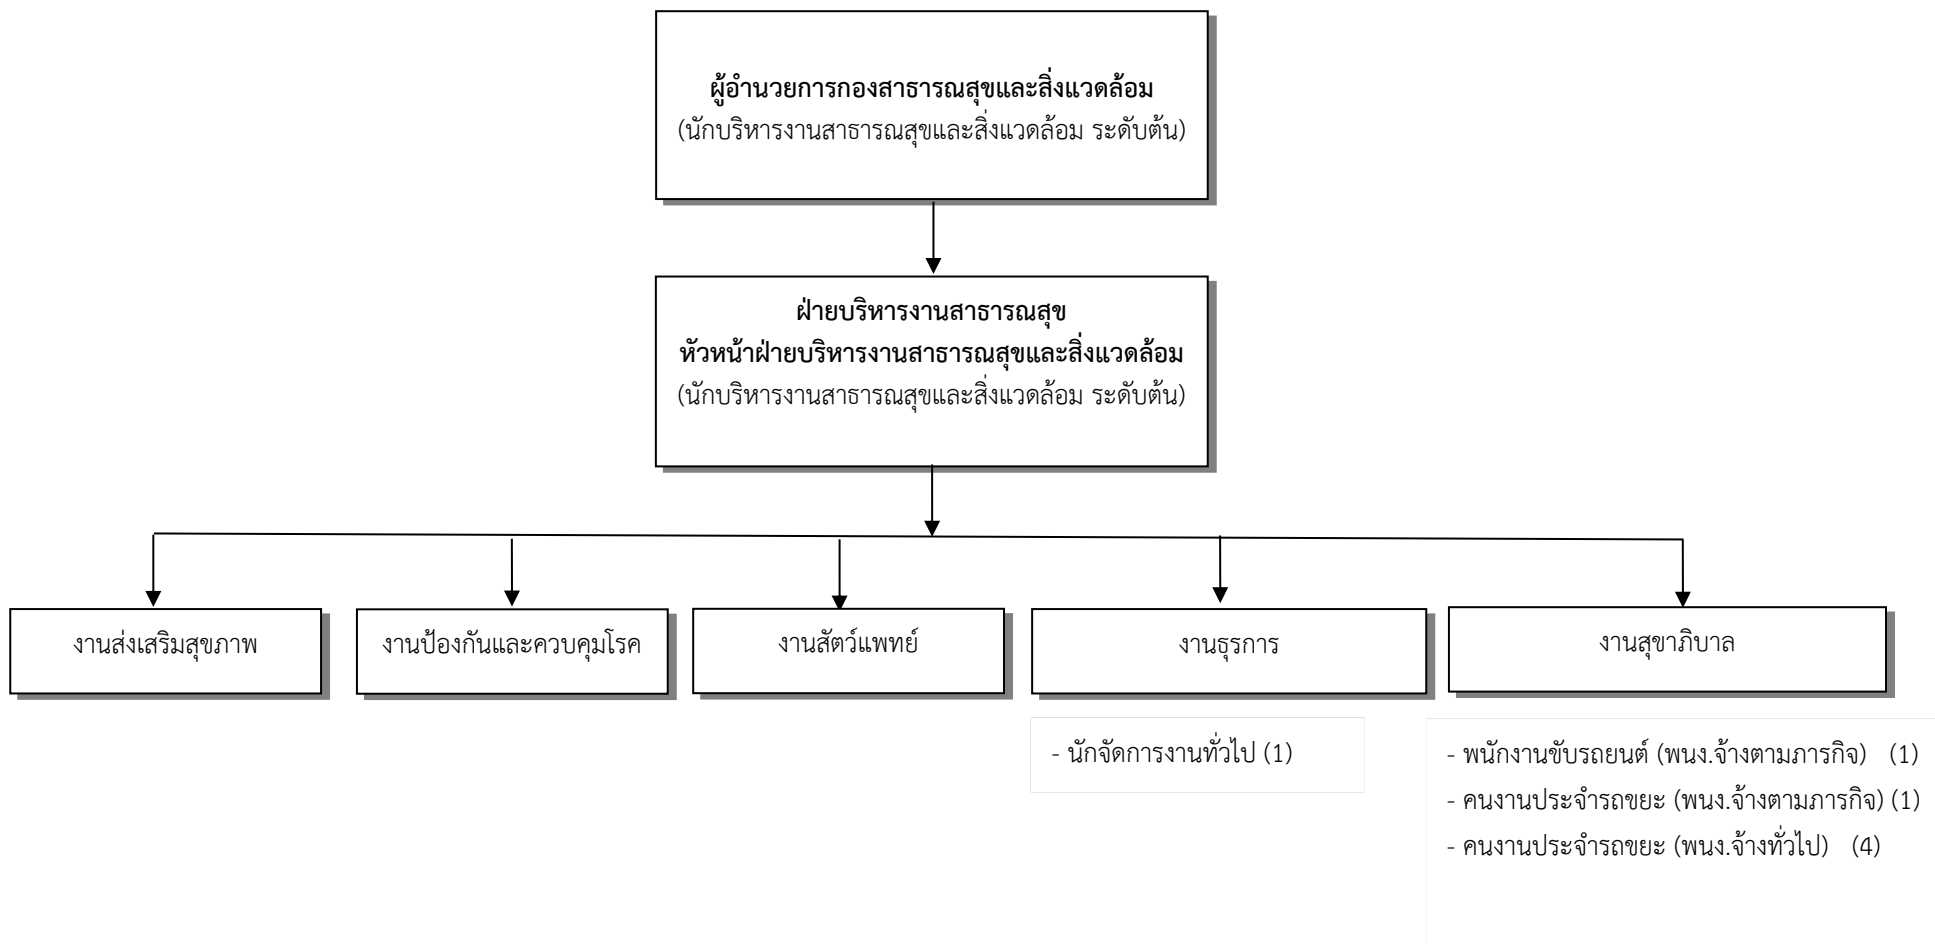 ผู้อำนวยการกองสาธารณสุขและสิ่งแวดล้อม
(นักบริหารงานสาธารณสุขและสิ่งแวดล้อม ระดับต้น)
ฝ่ายบริหารงานสาธารณสุข
หัวหน้าฝ่ายบริหารงานสาธารณสุขและสิ่งแวดล้อม
(นักบริหารงานสาธารณสุขและสิ่งแวดล้อม ระดับต้น)
งานส่งเสริมสุขภาพ
งานป้องกันและควบคุมโรค
งานสัตว์แพทย์
งานธุรการ
งานสุขาภิบาล
- นักจัดการงานทั่วไป (1)
- พนักงานขับรถยนต์ (พนง.จ้างตามภารกิจ) (1)
- คนงานประจำรถขยะ (พนง.จ้างตามภารกิจ) (1)
- คนงานประจำรถขยะ (พนง.จ้างทั่วไป) (4)